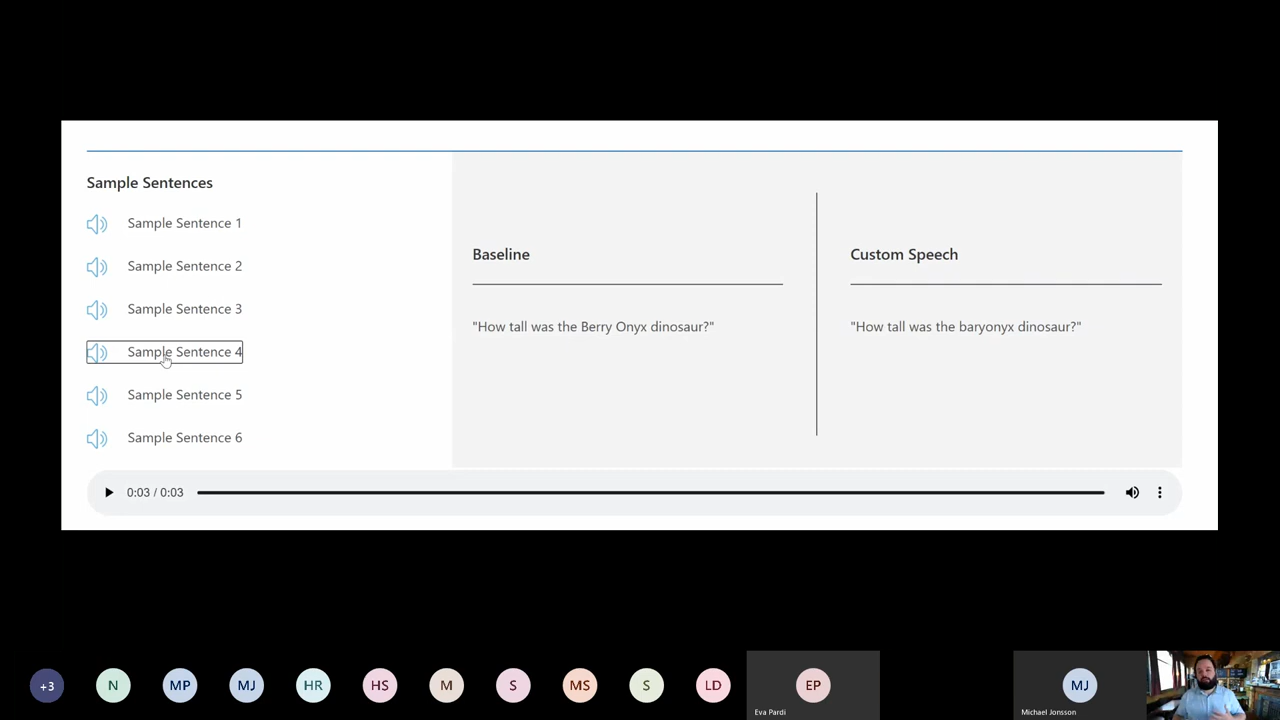 Sample Sentences
Sample Sentence 1
Sample Sentence 2
Sample Sentence 3
Sample Sentence 4
Sample Sentence 5
Sample Sentence 6
Baseline
"How tall was the Berry Onyx dinosaur?"
Custom Speech
"How tall was the baryonyx dinosaur?"
0:03 / 0:03
+3
N
MP
MJ
HR
HS
M
S
MS
S
LD
EP
Eva Pardi
MJ
Michael Jonsson